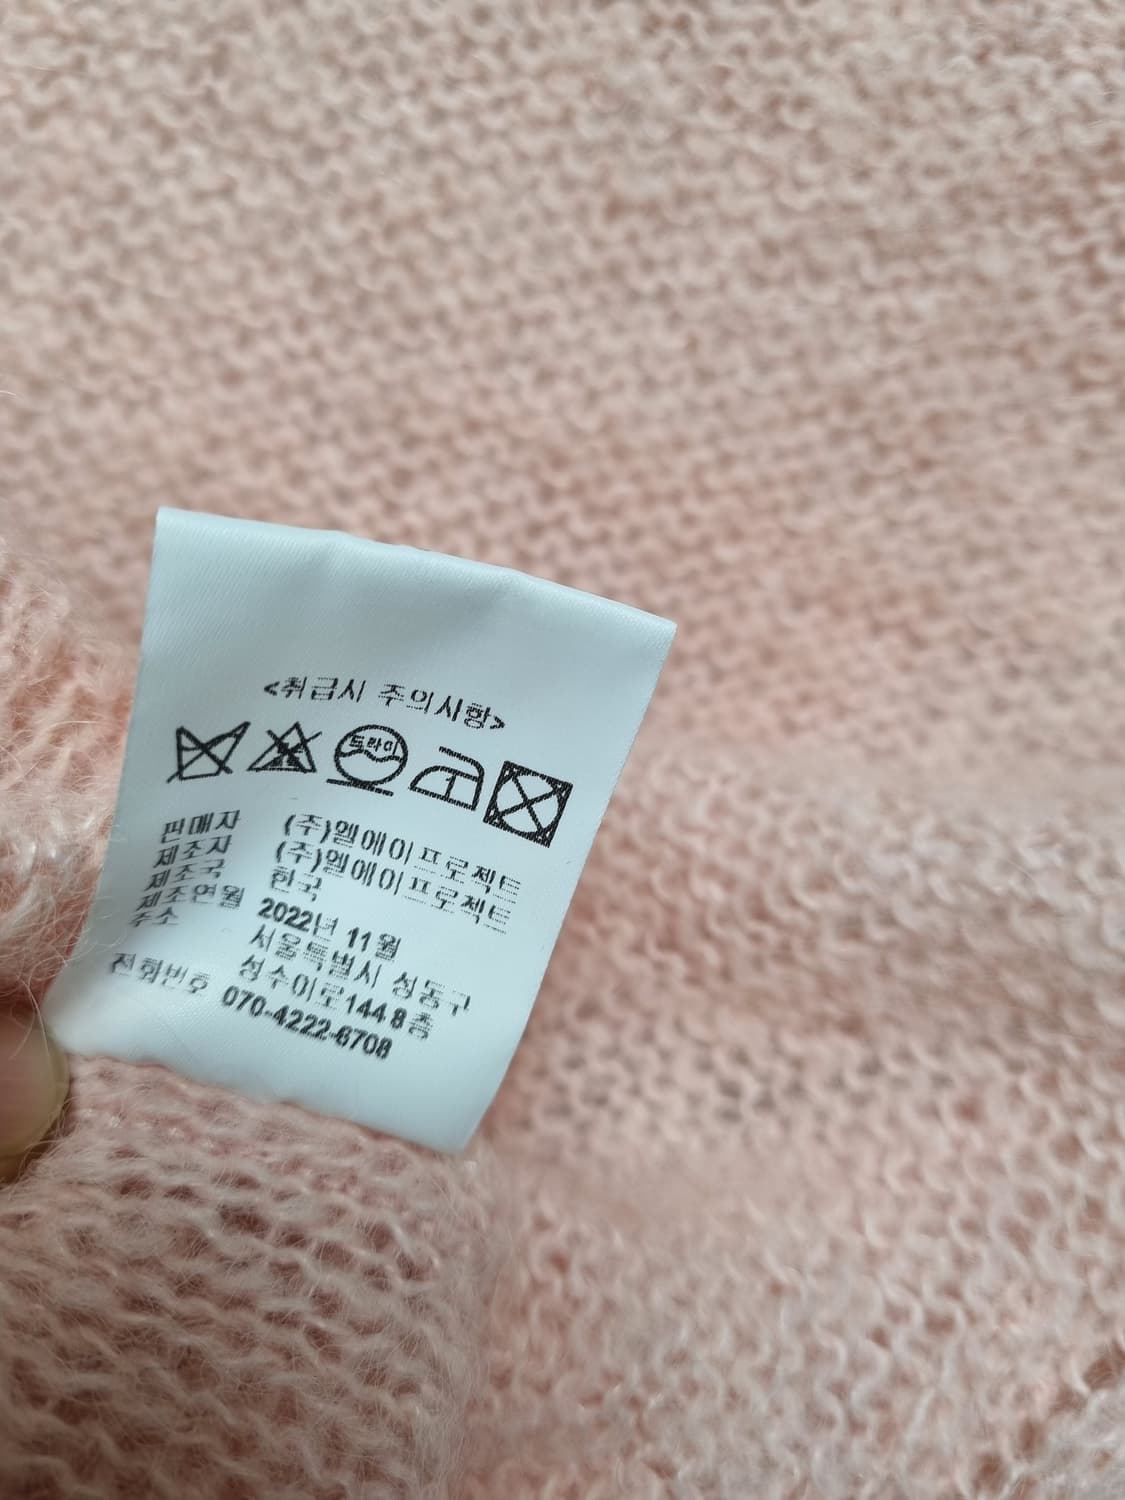 <취급시 주의사항>
드라이
1
판매자 (주)엘에이프로젝트
제조자 (주)엘에이프로젝트
제조국 한국
제조연월 2022년 11월
주소 서울특별시 성동구
성수이로144 8층
전화번호 070-4222-6708